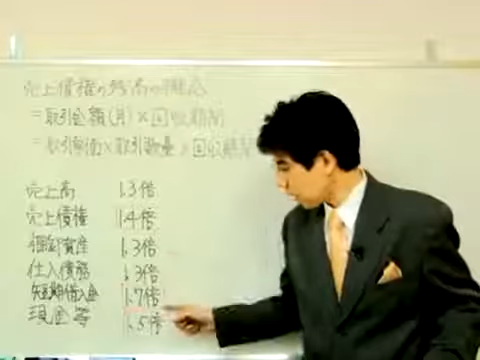 売上債権の残高の理由
=取引金額(月)×回収期間
=取引単価×取引数量×回収期間
売上高 1.3倍
売上債権 1.4倍
棚卸資産 1.3倍
仕入債務 1.3倍
短期借入金 1.7倍
現金等 1.5倍